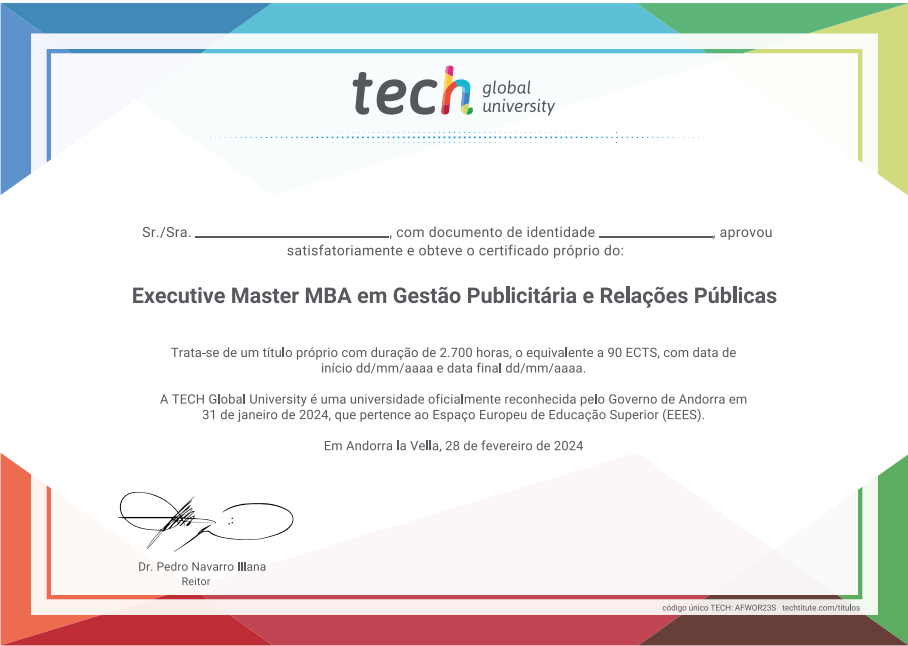 tech global university
Sr./Sra. ____________________, com documento de identidade ____________, aprovou
satisfatoriamente e obteve o certificado próprio do:
Executive Master MBA em Gestão Publicitária e Relações Públicas
Trata-se de um título próprio com duração de 2.700 horas, o equivalente a 90 ECTS, com data de
início dd/mm/aaaa e data final dd/mm/aaaa.
A TECH Global University é uma universidade oficialmente reconhecida pelo Governo de Andorra em
31 de janeiro de 2024, que pertence ao Espaço Europeu de Educação Superior (EEES).
Em Andorra la Vella, 28 de fevereiro de 2024
Dr. Pedro Navarro Illana
Reitor
código único TECH: AFWOR23S techtitute.com/titulos